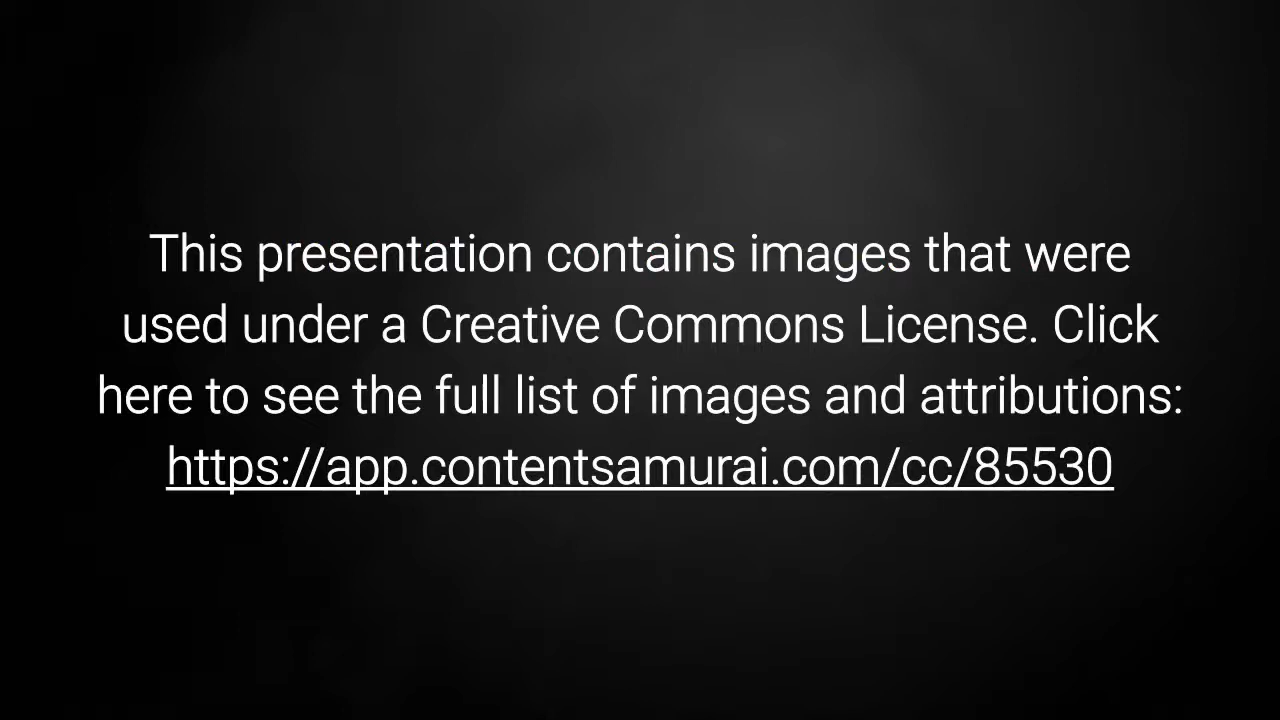 This presentation contains images that were
used under a Creative Commons License. Click
here to see the full list of images and attributions:
https://app.contentsamurai.com/cc/85530